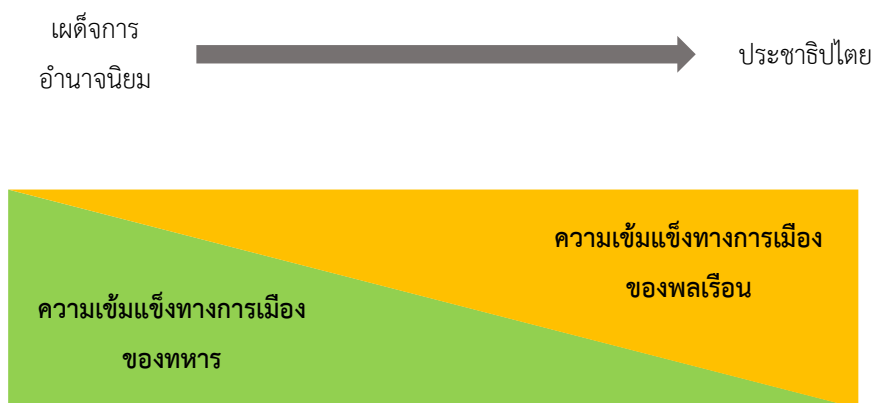 เผด็จการ
อำนาจนิยม
ประชาธิปไตย
ความเข้มแข็งทางการเมือง
ของพลเรือน
ความเข้มแข็งทางการเมือง
ของทหาร